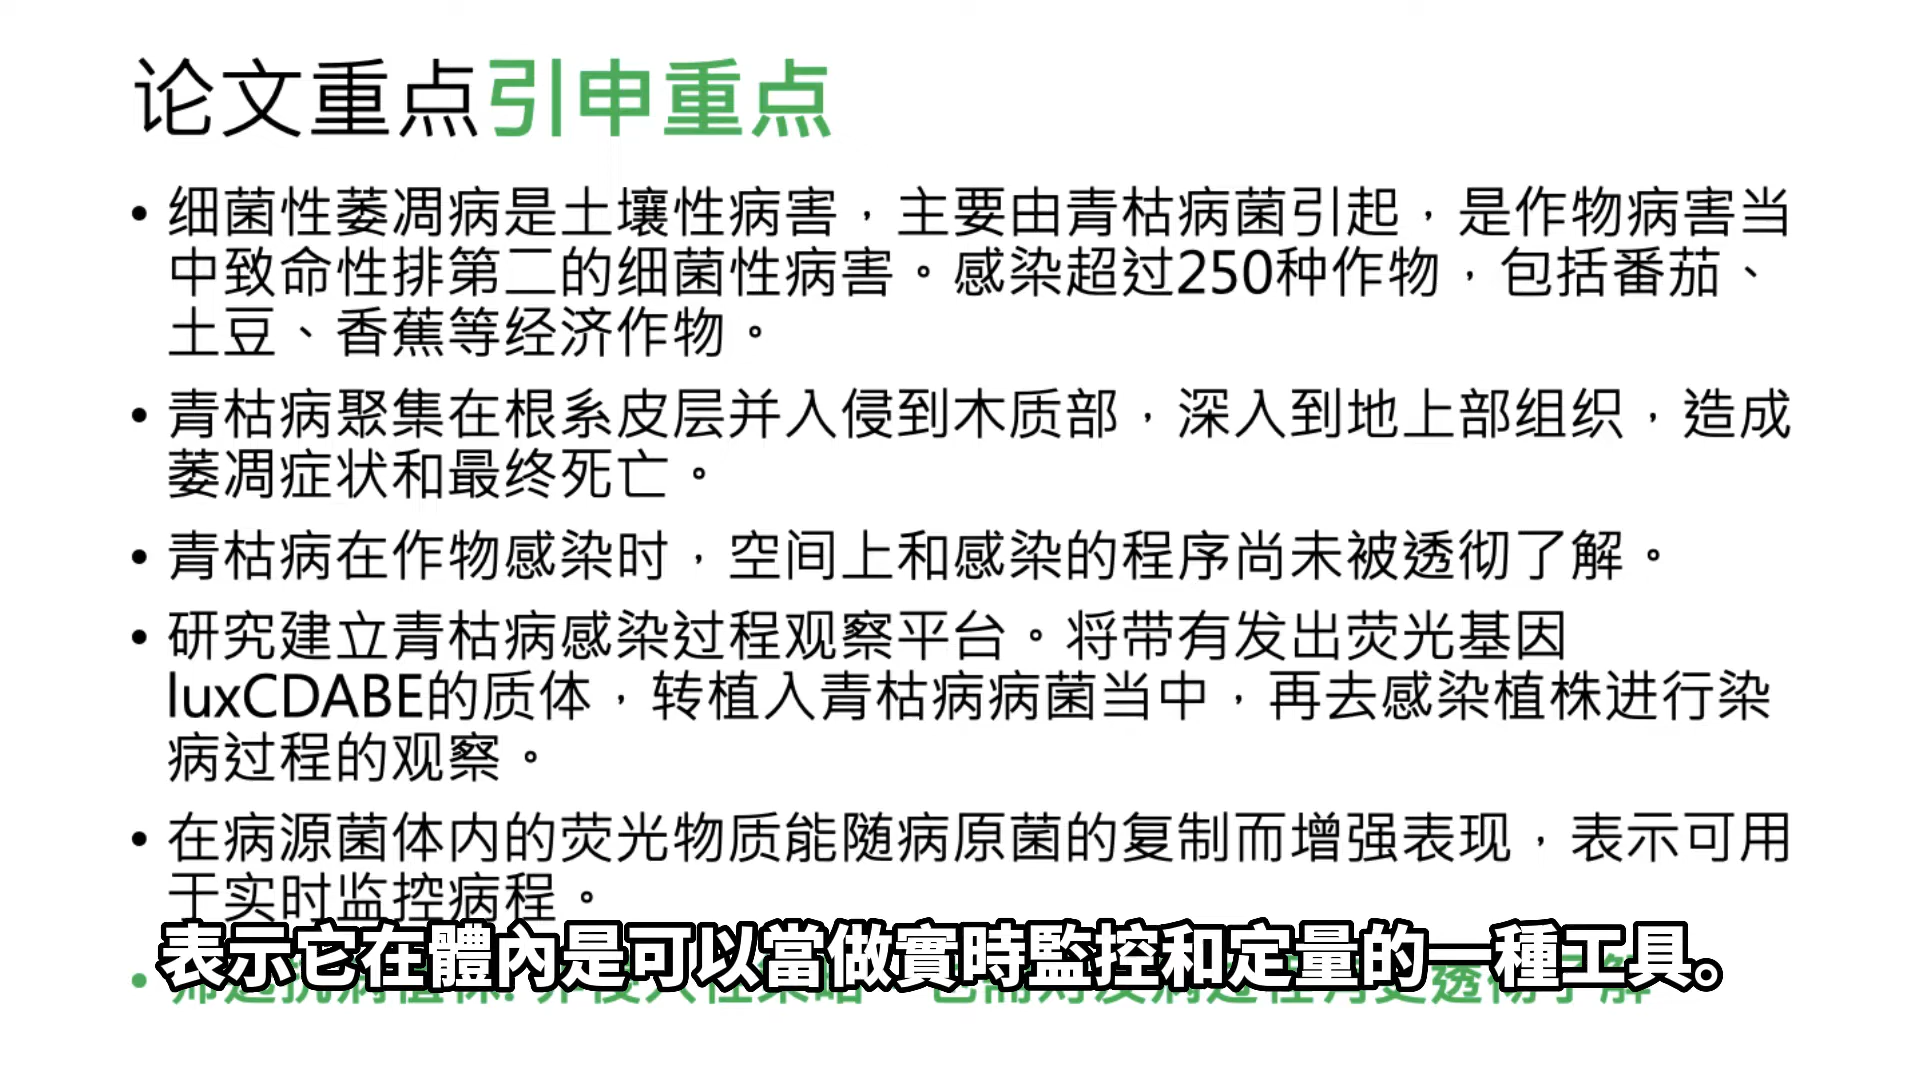 论文重点引申重点
• 细菌性萎凋病是土壤性病害，主要由青枯病菌引起，是作物病害当
中致命性排第二的细菌性病害。感染超过250种作物，包括番茄、
土豆、香蕉等经济作物。
• 青枯病聚集在根系皮层并入侵到木质部，深入到地上部组织，造成
萎凋症状和最终死亡。
• 青枯病在作物感染时，空间上和感染的程序尚未被透彻了解。
• 研究建立青枯病感染过程观察平台。将带有发出荧光基因
luxCDABE的质体，转植入青枯病病菌当中，再去感染植株进行染
病过程的观察。
• 在病源菌体内的荧光物质能随病原菌的复制而增强表现，表示可用
于实时监控病程。
表示它在體內是可以當做實時監控和定量的一種工具。